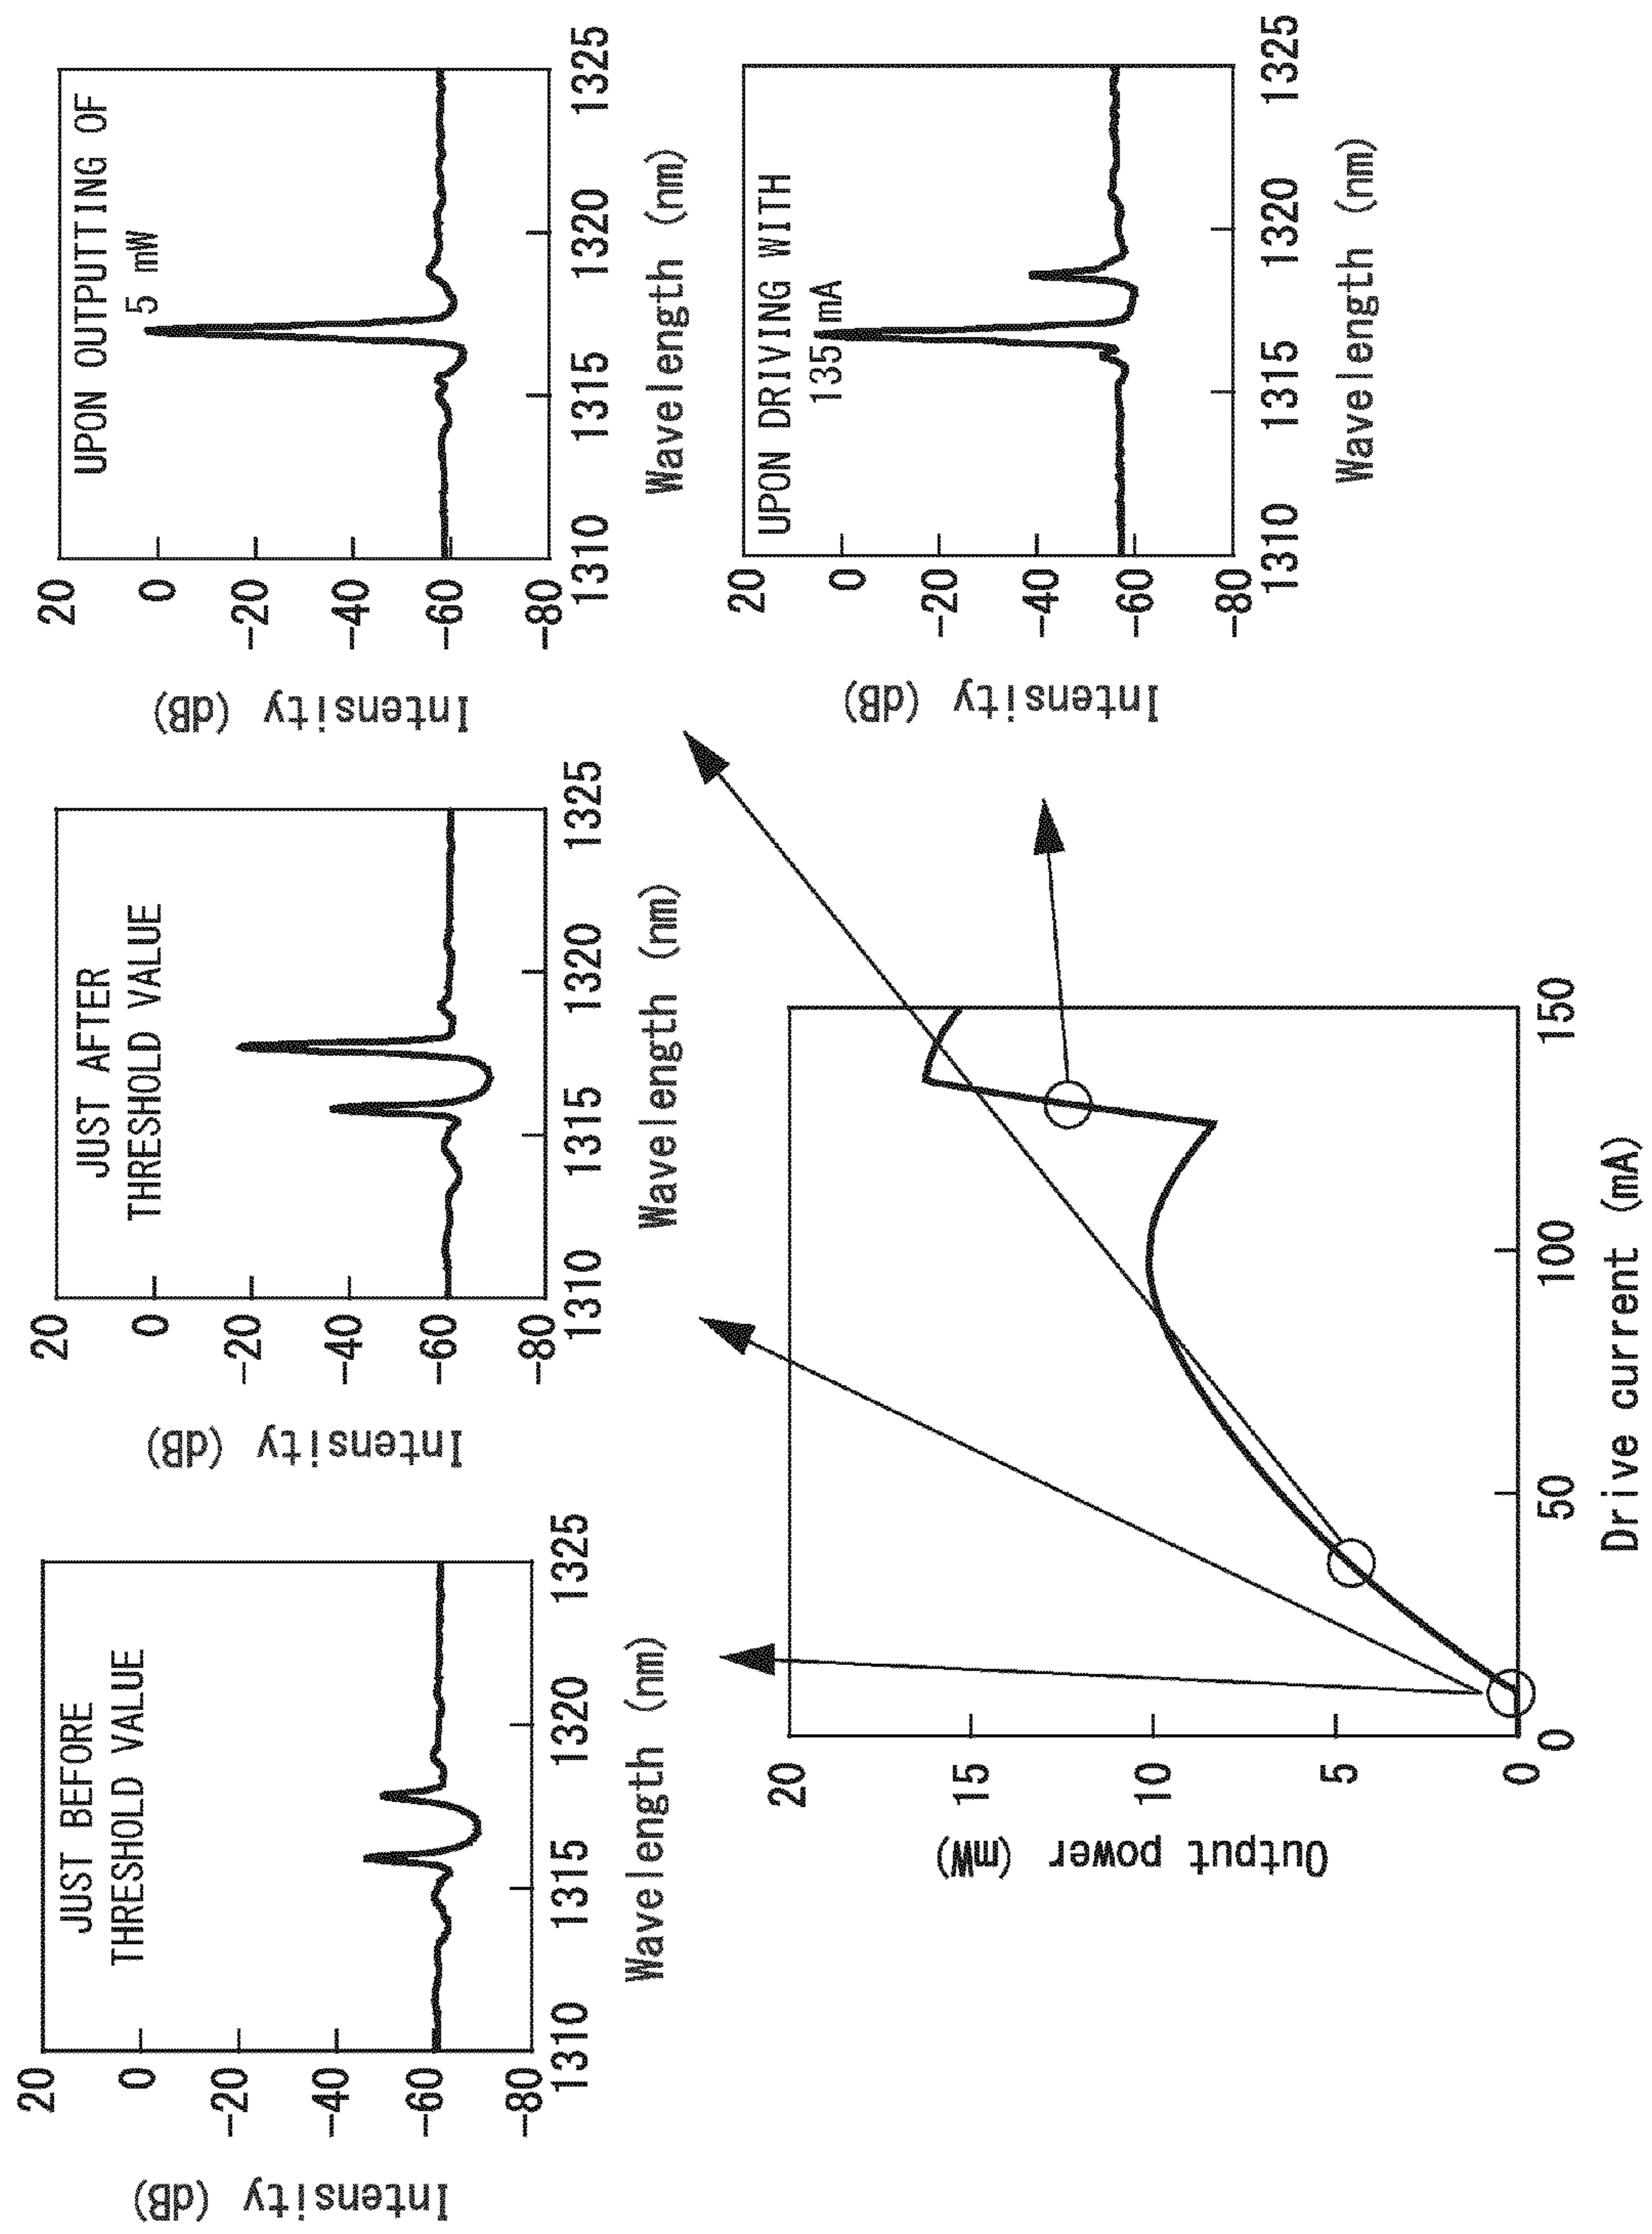 JUST BEFORE
THRESHOLD VALUE
20
0
-20
-40
-60
-80
Intensity (dB)
1310
1315
1320
1325
Wavelength (nm)
JUST AFTER
THRESHOLD VALUE
20
0
-20
-40
-60
-80
Intensity (dB)
1310
1315
1320
1325
Wavelength (nm)
UPON OUTPUTTING OF
5 mW
20
0
-20
-40
-60
-80
Intensity (dB)
1310
1315
1320
1325
Wavelength (nm)
20
15
10
5
0
Output power (mW)
0
50
100
150
Drive current (mA)
UPON DRIVING WITH
135 mA
20
0
-20
-40
-60
-80
Intensity (dB)
1310
1315
1320
1325
Wavelength (nm)